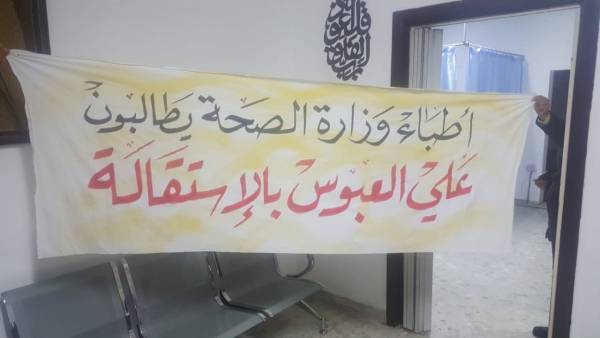 أطباء وزارة الصحة يطالبون
علي العبوس بالإستقالة